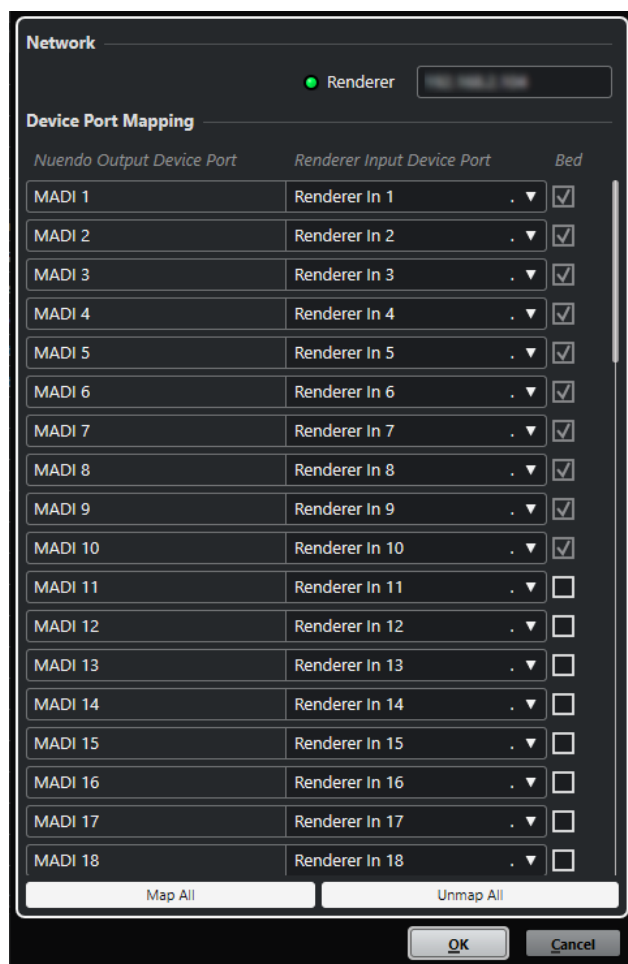 Network
Renderer
Device Port Mapping
Nuendo Output Device Port Renderer Input Device Port Bed
MADI 1 Renderer In 1 .
MADI 2 Renderer In 2 .
MADI 3 Renderer In 3 .
MADI 4 Renderer In 4 .
MADI 5 Renderer In 5 .
MADI 6 Renderer In 6 .
MADI 7 Renderer In 7 .
MADI 8 Renderer In 8 .
MADI 9 Renderer In 9 .
MADI 10 Renderer In 10 .
MADI 11 Renderer In 11 .
MADI 12 Renderer In 12 .
MADI 13 Renderer In 13 .
MADI 14 Renderer In 14 .
MADI 15 Renderer In 15 .
MADI 16 Renderer In 16 .
MADI 17 Renderer In 17 .
MADI 18 Renderer In 18 .
Map All Unmap All
OK Cancel